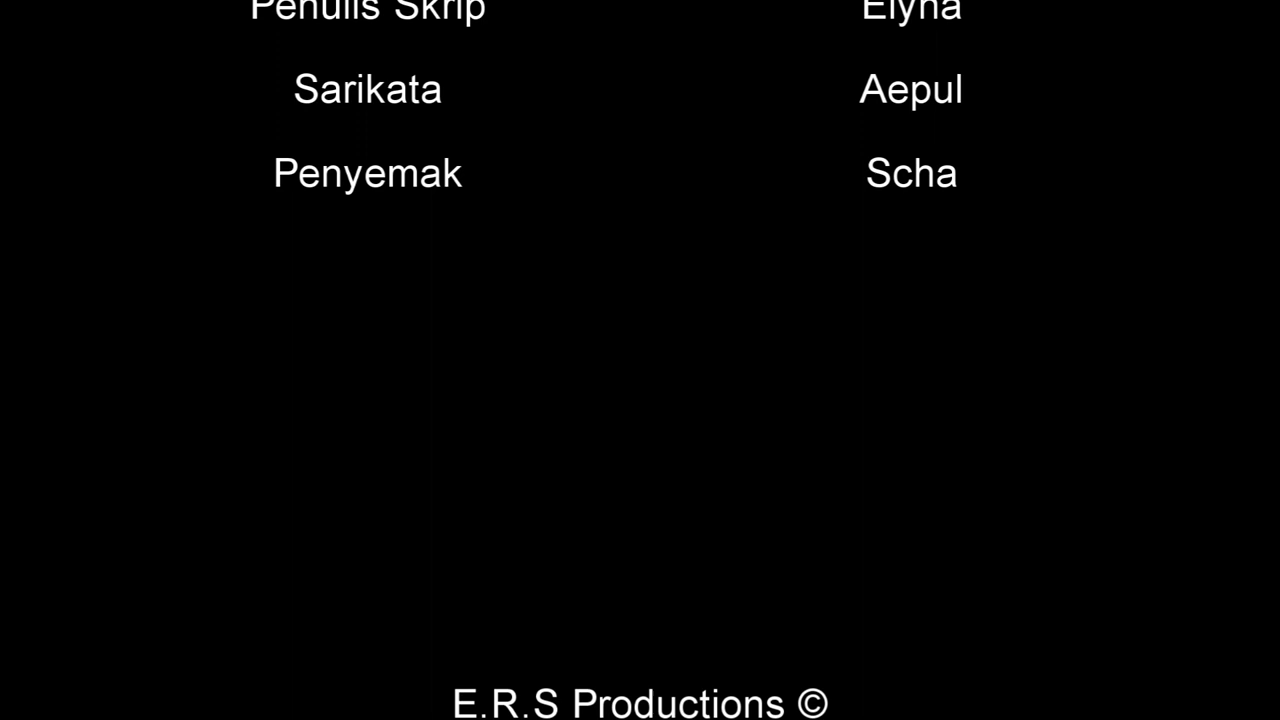 Penulis Skrip Elyna
Sarikata Aepul
Penyemak Scha
E.R.S Productions ©